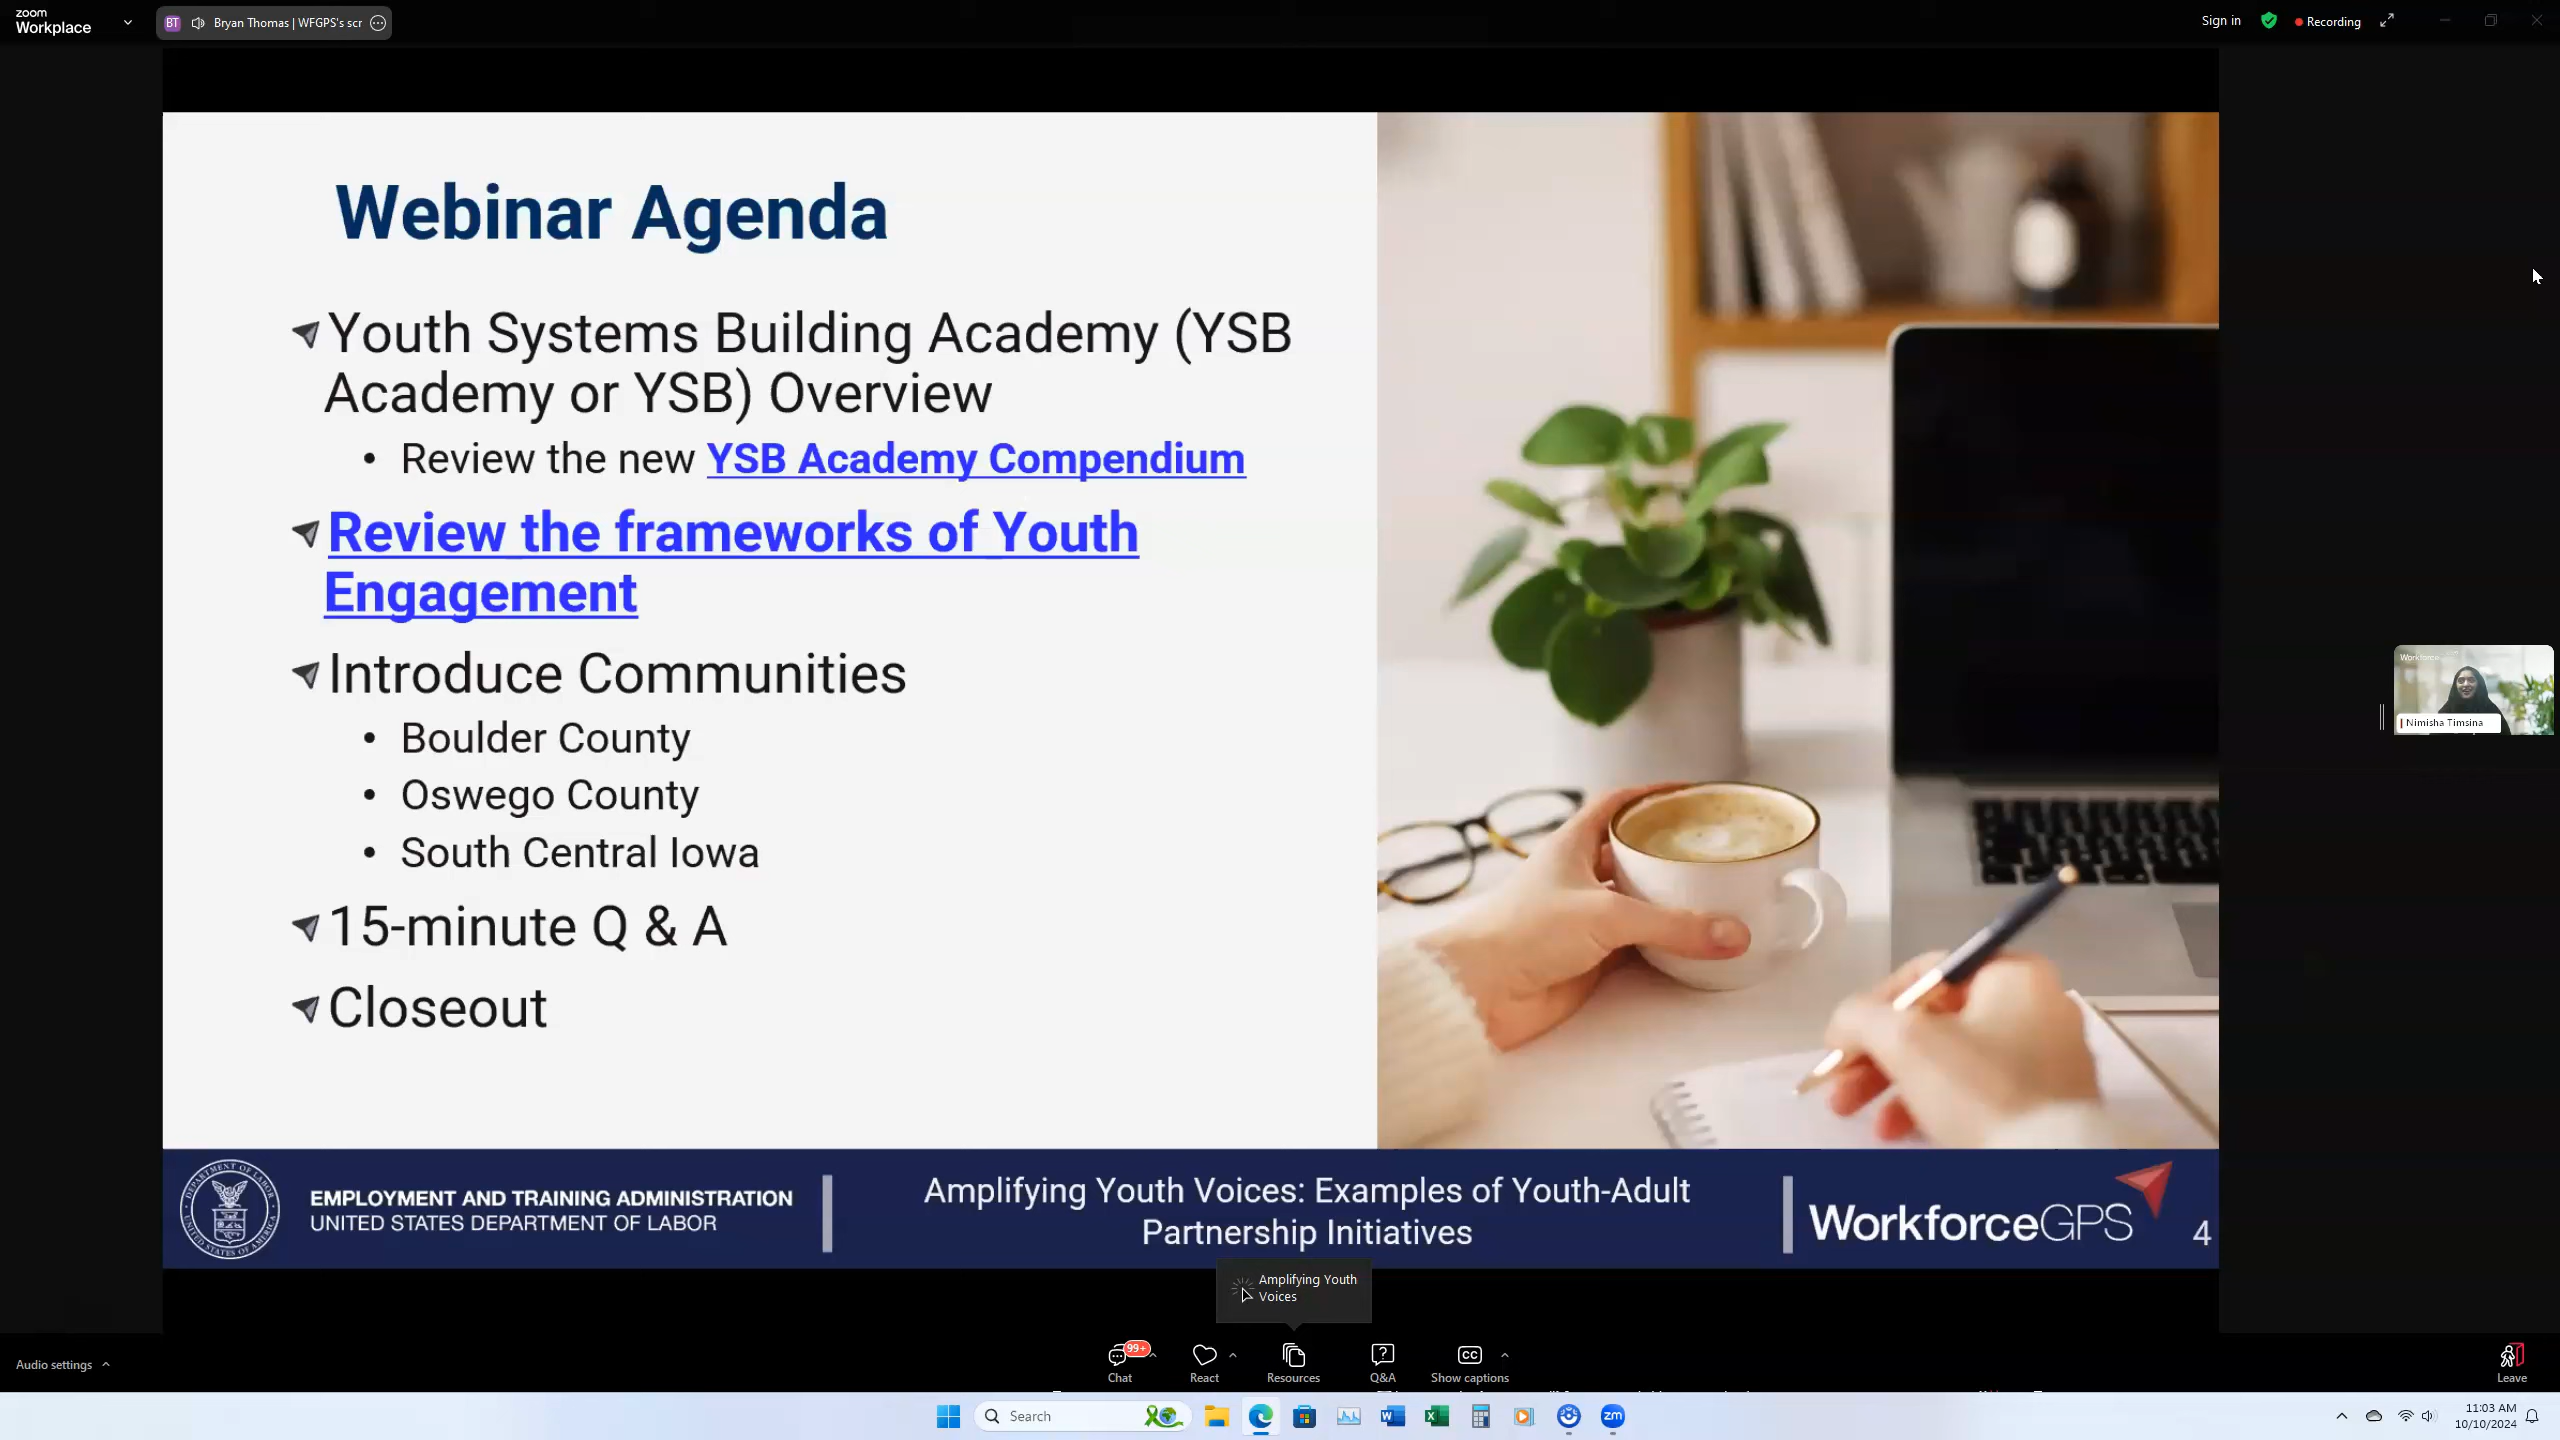 zoom
Workplace
BT
Bryan Thomas | WFGPS's scr
Sign in
Recording
Webinar Agenda
Youth Systems Building Academy (YSB
Academy or YSB) Overview
• Review the new YSB Academy Compendium
Review the frameworks of Youth
Engagement
Introduce Communities
• Boulder County
• Oswego County
• South Central Iowa
15-minute Q & A
Closeout
Nimisha Timsina
EMPLOYMENT AND TRAINING ADMINISTRATION
UNITED STATES DEPARTMENT OF LABOR
Amplifying Youth Voices: Examples of Youth-Adult
Partnership Initiatives
WorkforceGPS
4
Amplifying Youth
Voices
Audio settings
99+
Chat
React
Resources
Q&A
CC
Show captions
Leave
Search
zm
11:03 AM
10/10/2024